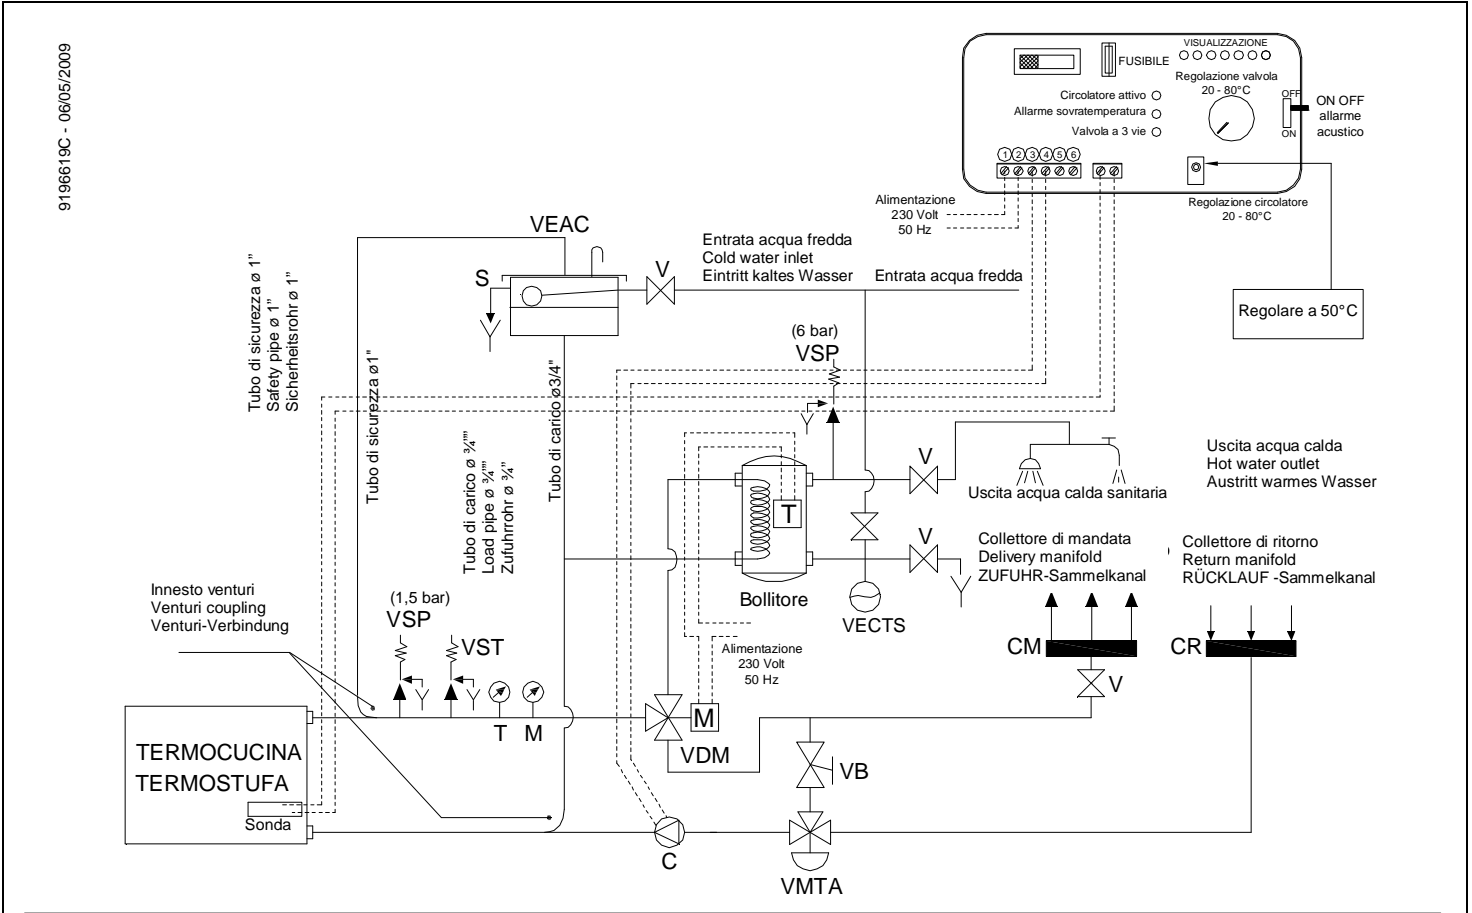 9196619C - 06/05/2009
VISUALIZZAZIONE
FUSIBILE
Regolazione valvola
20 - 80°C
Circolatore attivo
Allarme sovratemperatura
Valvola a 3 vie
OFF
ON
ON OFF
allarme
acustico
1 2 3 4 5 6
Alimentazione
230 Volt
50 Hz
Regolazione circolatore
20 - 80°C
Regolare a 50°C
VEAC
S
V
Entrata acqua fredda
Cold water inlet
Eintritt kaltes Wasser
Entrata acqua fredda
Tubo di sicurezza ø 1”
Safety pipe ø 1”
Sicherheitsrohr ø 1”
Tubo di sicurezza ø1"
Tubo di carico ø3/4"
Tubo di carico ø ¾””
Load pipe ø ¾””
Zufuhrrohr ø ¾”
(6 bar)
VSP
V
Uscita acqua calda sanitaria
Uscita acqua calda
Hot water outlet
Austritt warmes Wasser
T
V
Bollitore
VECTS
Collettore di mandata
Delivery manifold
ZUFUHR-Sammelkanal
Collettore di ritorno
Return manifold
RÜCKLAUF -Sammelkanal
CM
CR
V
Innesto venturi
Venturi coupling
Venturi-Verbindung
(1,5 bar)
VSP
VST
T
M
Alimentazione
230 Volt
50 Hz
M
VDM
VB
TERMOCUCINA
TERMOSTUFA
Sonda
C
VMTA